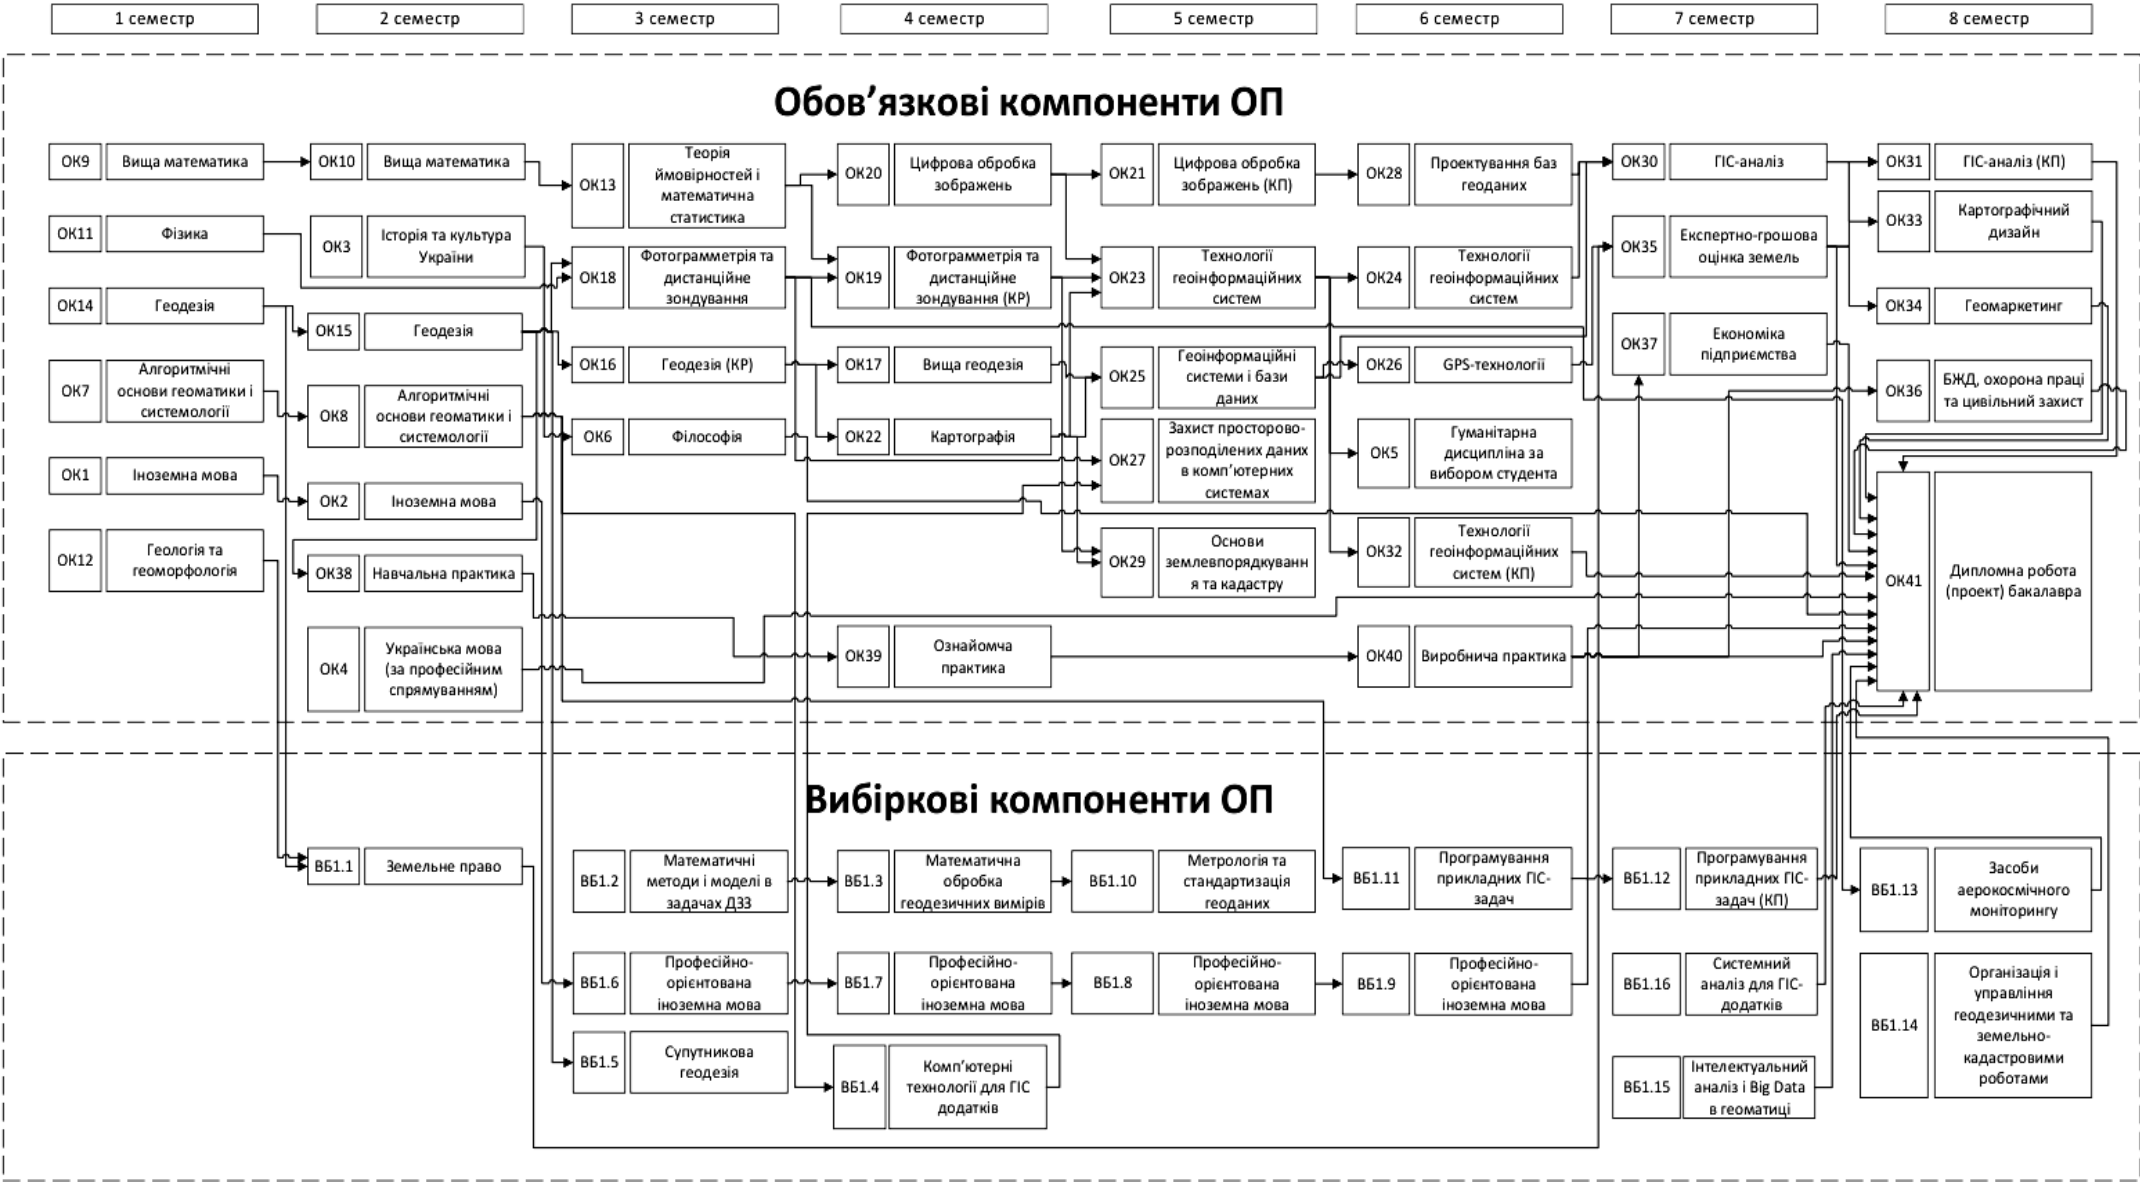 1 семестр
2 семестр
3 семестр
4 семестр
5 семестр
6 семестр
7 семестр
8 семестр
Обов’язкові компоненти ОП
ОК9
Вища математика
ОК11
Фізика
ОК14
Геодезія
ОК7
Алгоритмічні
основи геоматики і
системології
ОК1
Іноземна мова
ОК12
Геологія та
геоморфологія
ОК10
Вища математика
ОК3
Історія та культура
України
ОК15
Геодезія
ОК8
Алгоритмічні
основи геоматики і
системології
ОК2
Іноземна мова
ОК38
Навчальна практика
ОК4
Українська мова
(за професійним
спрямуванням)
ОК13
Теорія
ймовірностей і
математична
статистика
ОК18
Фотограмметрія та
дистанційне
зондування
ОК16
Геодезія (КР)
ОК6
Філософія
ОК20
Цифрова обробка
зображень
ОК19
Фотограмметрія та
дистанційне
зондування (КР)
ОК17
Вища геодезія
ОК22
Картографія
ОК39
Ознайомча
практика
ОК21
Цифрова обробка
зображень (КП)
ОК23
Технології
геоінформаційних
систем
ОК25
Геоінформаційні
системи і бази
даних
ОК27
Захист просторово-
розподілених даних
в комп’ютерних
системах
ОК29
Основи
землевпорядкуванн
я та кадастру
ОК28
Проектування баз
геоданих
ОК24
Технології
геоінформаційних
систем
ОК26
GPS-технології
ОК5
Гуманітарна
дисципліна за
вибором студента
ОК32
Технології
геоінформаційних
систем (КП)
ОК40
Виробнича практика
ОК30
ГІС-аналіз
ОК35
Експертно-грошова
оцінка земель
ОК37
Економіка
підприємства
ОК31
ГІС-аналіз (КП)
ОК33
Картографічний
дизайн
ОК34
Геомаркетинг
ОК36
БЖД, охорона праці
та цивільний захист
ОК41
Дипломна робота
(проект) бакалавра
Вибіркові компоненти ОП
ВБ1.1
Земельне право
ВБ1.2
Математичні
методи і моделі в
задачах ДЗЗ
ВБ1.6
Професійно-
орієнтована
іноземна мова
ВБ1.5
Супутникова
геодезія
ВБ1.3
Математична
обробка
геодезичних вимірів
ВБ1.7
Професійно-
орієнтована
іноземна мова
ВБ1.4
Комп’ютерні
технології для ГІС
додатків
ВБ1.10
Метрологія та
стандартизація
геоданих
ВБ1.8
Професійно-
орієнтована
іноземна мова
ВБ1.11
Програмування
прикладних ГІС-
задач
ВБ1.9
Професійно-
орієнтована
іноземна мова
ВБ1.12
Програмування
прикладних ГІС-
задач (КП)
ВБ1.16
Системний
аналіз для ГІС-
додатків
ВБ1.15
Інтелектуальний
аналіз і Big Data
в геоматиці
ВБ1.13
Засоби
аерокосмічного
моніторингу
ВБ1.14
Організація і
управління
геодезичними та
земельно-
кадастровими
роботами